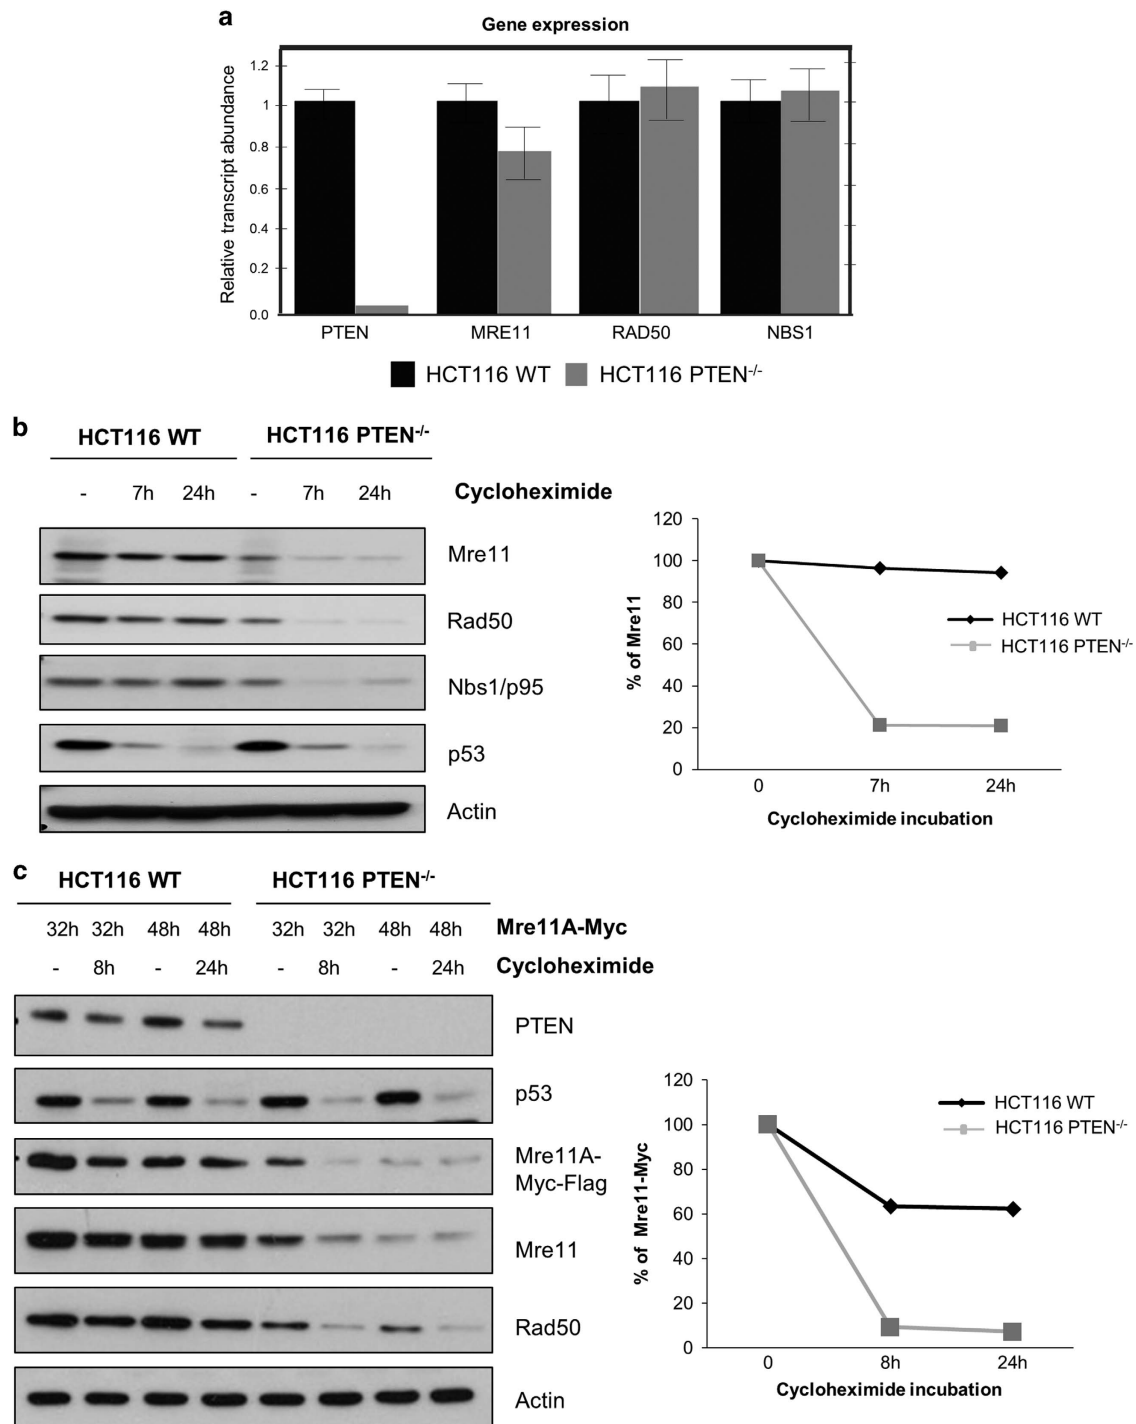 a
Gene expression
Relative transcript abundance
1.2
1
0.8
0.6
0.4
0.2
0.0
PTEN MRE11 RAD50 NBS1
HCT116 WT HCT116 PTEN-/-
b
HCT116 WT HCT116 PTEN-/-
- 7h 24h - 7h 24h Cycloheximide
Mre11
Rad50
Nbs1/p95
p53
Actin
% of Mre11
120
100
80
60
40
20
0
HCT116 WT
HCT116 PTEN-/-
0 7h 24h
Cycloheximide incubation
c
HCT116 WT HCT116 PTEN-/-
32h 32h 48h 48h 32h 32h 48h 48h Mre11A-Myc
- 8h - 24h - 8h - 24h Cycloheximide
PTEN
p53
Mre11A-
Myc-Flag
Mre11
Rad50
Actin
% of Mre11-Myc
120
100
80
60
40
20
0
HCT116 WT
HCT116 PTEN-/-
0 8h 24h
Cycloheximide incubation